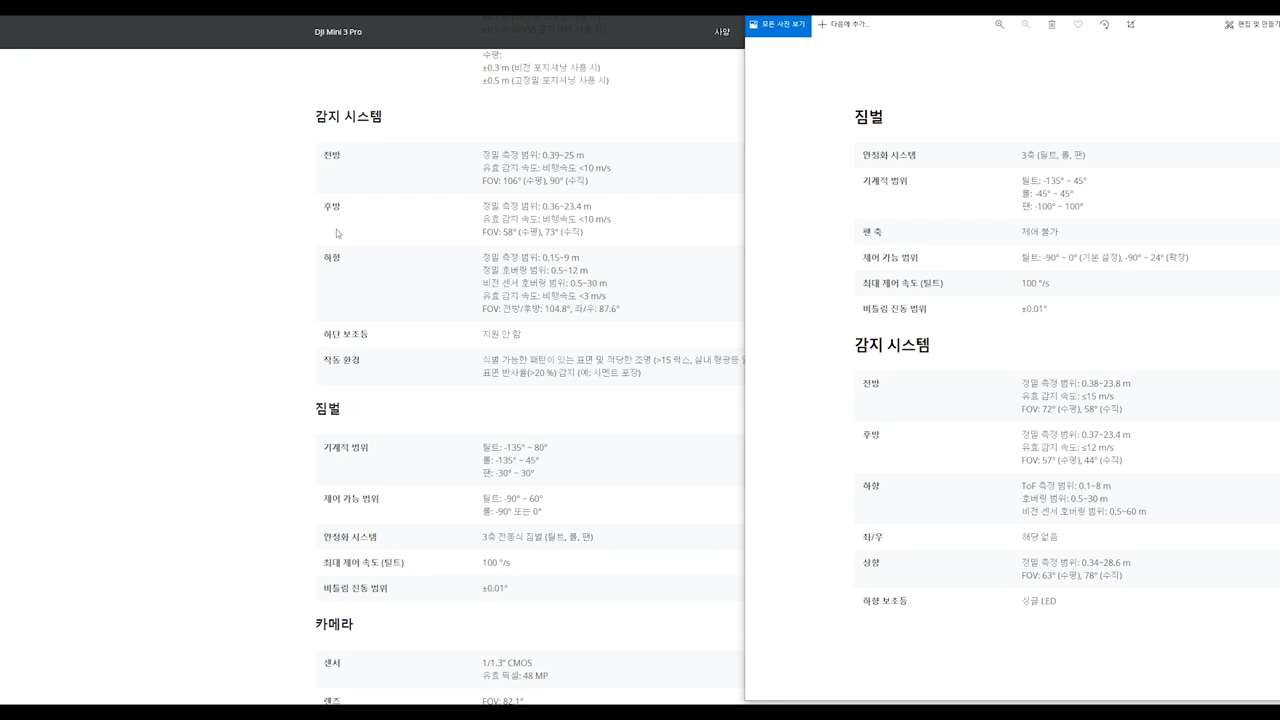 DJI Mini 3 Pro
사양
±0.5 m (GNSS 포지셔닝 사용 시)
수평:
±0.3 m (비전 포지셔닝 사용 시)
±0.5 m (고정밀 포지셔닝 사용 시)
감지 시스템
전방
정밀 측정 범위: 0.39~25 m
유효 감지 속도: 비행속도 <10 m/s
FOV: 106° (수평), 90° (수직)
후방
정밀 측정 범위: 0.36~23.4 m
유효 감지 속도: 비행속도 <10 m/s
FOV: 58° (수평), 73° (수직)
하향
정밀 측정 범위: 0.15~9 m
정밀 호버링 범위: 0.5~12 m
비전 센서 호버링 범위: 0.5~30 m
유효 감지 속도: 비행속도 <3 m/s
FOV: 전방/후방: 104.8°, 좌/우: 87.6°
하단 보조등
지원 안 함
작동 환경
식별 가능한 패턴이 있는 표면 및 적당한 조명 (>15 럭스, 실내 형광등 일
표면 반사율(>20 %) 감지 (예: 시멘트 포장)
짐벌
기계적 범위
틸트: -135° ~ 80°
롤: -135° ~ 45°
팬: -30° ~ 30°
제어 가능 범위
틸트: -90° ~ 60°
롤: -90° 또는 0°
안정화 시스템
3축 전동식 짐벌 (틸트, 롤, 팬)
최대 제어 속도 (틸트)
100 °/s
비틀림 진동 범위
±0.01°
카메라
센서
1/1.3" CMOS
유효 픽셀: 48 MP
렌즈
FOV: 82.1°
모든 사진 보기
다음에 추가..
편집 및 만들기
짐벌
안정화 시스템
3축 (틸트, 롤, 팬)
기계적 범위
틸트: -135° ~ 45°
롤: -45° ~ 45°
팬: -100° ~ 100°
팬 축
제어 불가
제어 가능 범위
틸트: -90° ~ 0° (기본 설정), -90° ~ 24° (확장)
최대 제어 속도 (틸트)
100 °/s
비틀림 진동 범위
±0.01°
감지 시스템
전방
정밀 측정 범위: 0.38~23.8 m
유효 감지 속도: ≤15 m/s
FOV: 72° (수평), 58° (수직)
후방
정밀 측정 범위: 0.37~23.4 m
유효 감지 속도: ≤12 m/s
FOV: 57° (수평), 44° (수직)
하향
ToF 측정 범위: 0.1~8 m
호버링 범위: 0.5~30 m
비전 센서 호버링 범위: 0.5~60 m
좌/우
해당 없음
상향
정밀 측정 범위: 0.34~28.6 m
FOV: 63° (수평), 78° (수직)
하향 보조등
싱글 LED